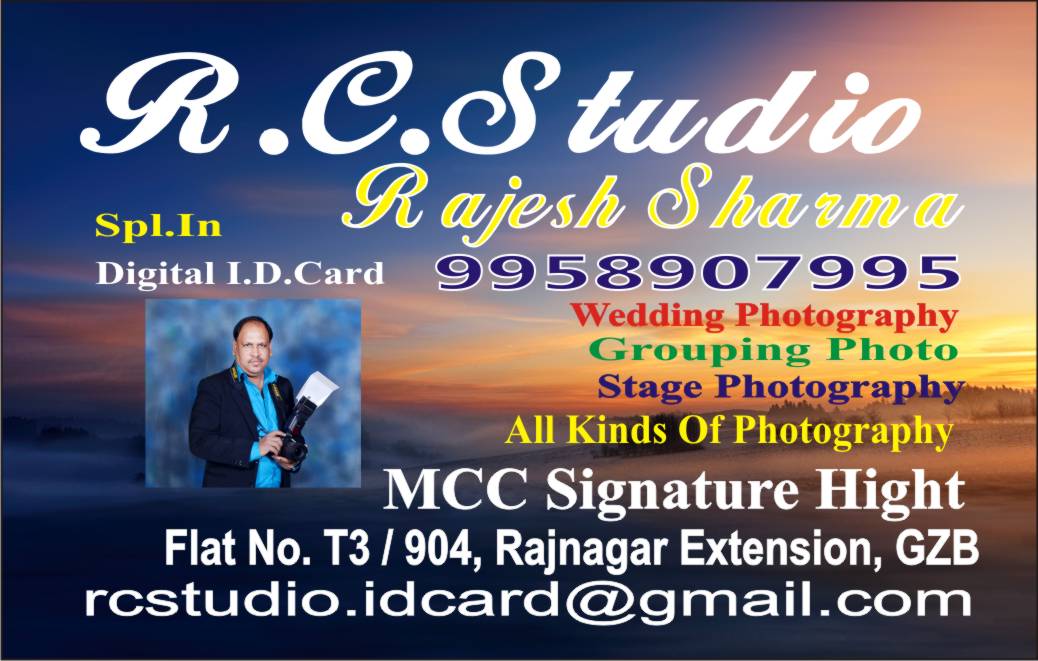 R.C.Studio
Rajesh Sharma
Spl.In
Digital I.D.Card
9958907995
Wedding Photography
Grouping Photo
Stage Photography
All Kinds Of Photography
MCC Signature Hight
Flat No. T3 / 904, Rajnagar Extension, GZB
rcstudio.idcard@gmail.com